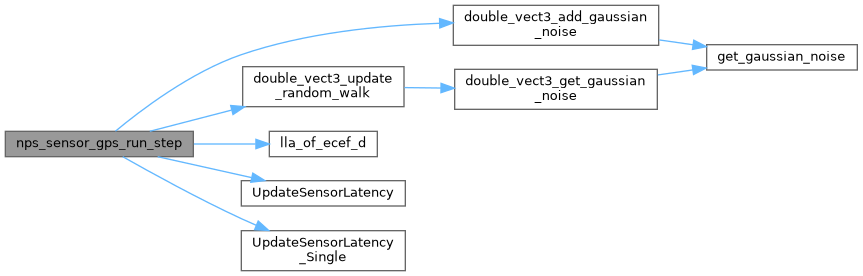 nps_sensor_gps_run_step
double_vect3_add_gaussian
_noise
get_gaussian_noise
double_vect3_update
_random_walk
double_vect3_get_gaussian
_noise
lla_of_ecef_d
UpdateSensorLatency
UpdateSensorLatency
_Single